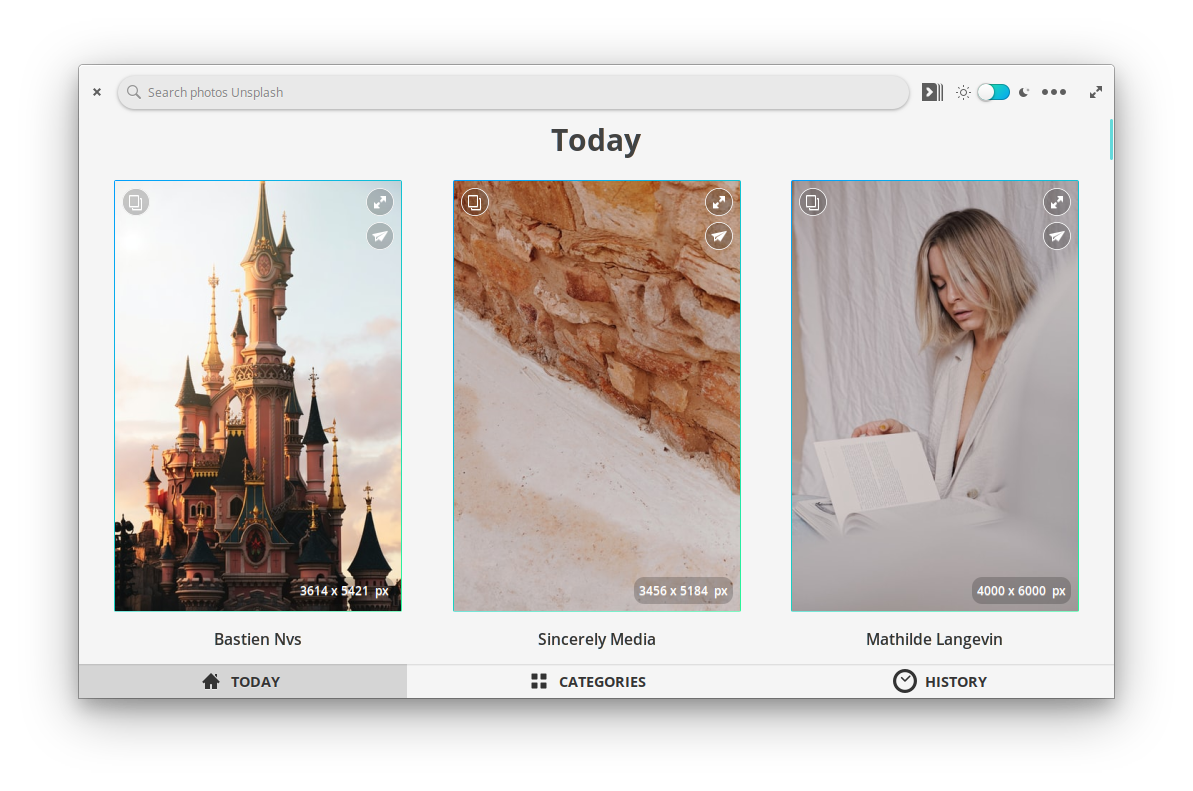 Search photos Unsplash
Today
3614 x 5421 px
3456 x 5184 px
4000 x 6000 px
Bastien Nvs
Sincerely Media
Mathilde Langevin
TODAY
CATEGORIES
HISTORY